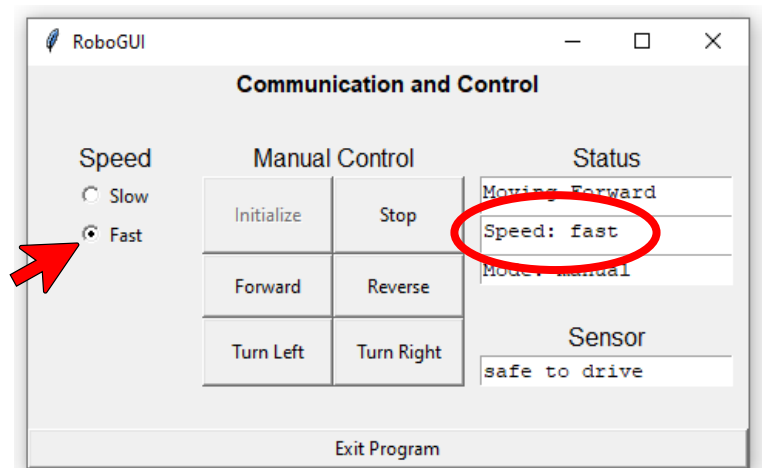 RoboGUI
Communication and Control
Speed
Slow
Fast
Manual Control
Initialize
Stop
Forward
Reverse
Turn Left
Turn Right
Status
Moving Forward
Speed: fast
Mode: manual
Sensor
safe to drive
Exit Program